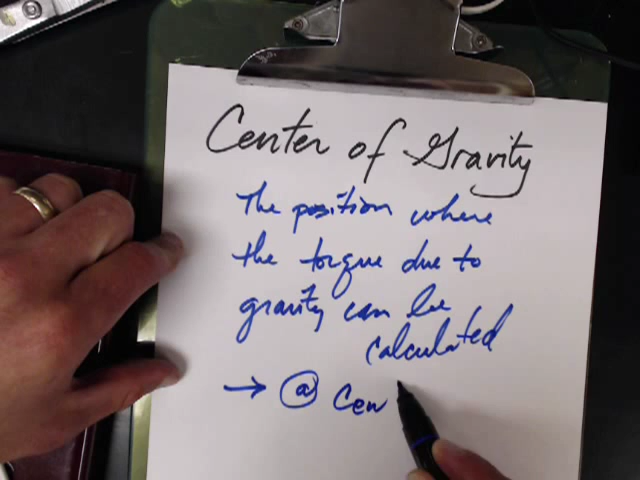 Center of Gravity
The position where
the torque due to
gravity can be
calculated
→ @ Cen